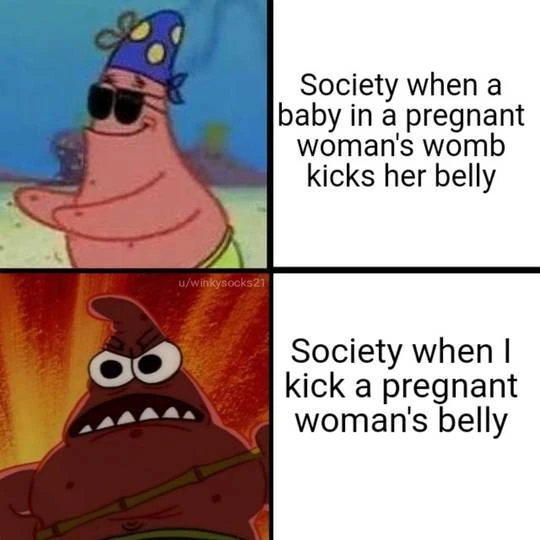 Society when a
baby in a pregnant
woman's womb
kicks her belly
u/winkysocks21
Society when I
kick a pregnant
woman's belly